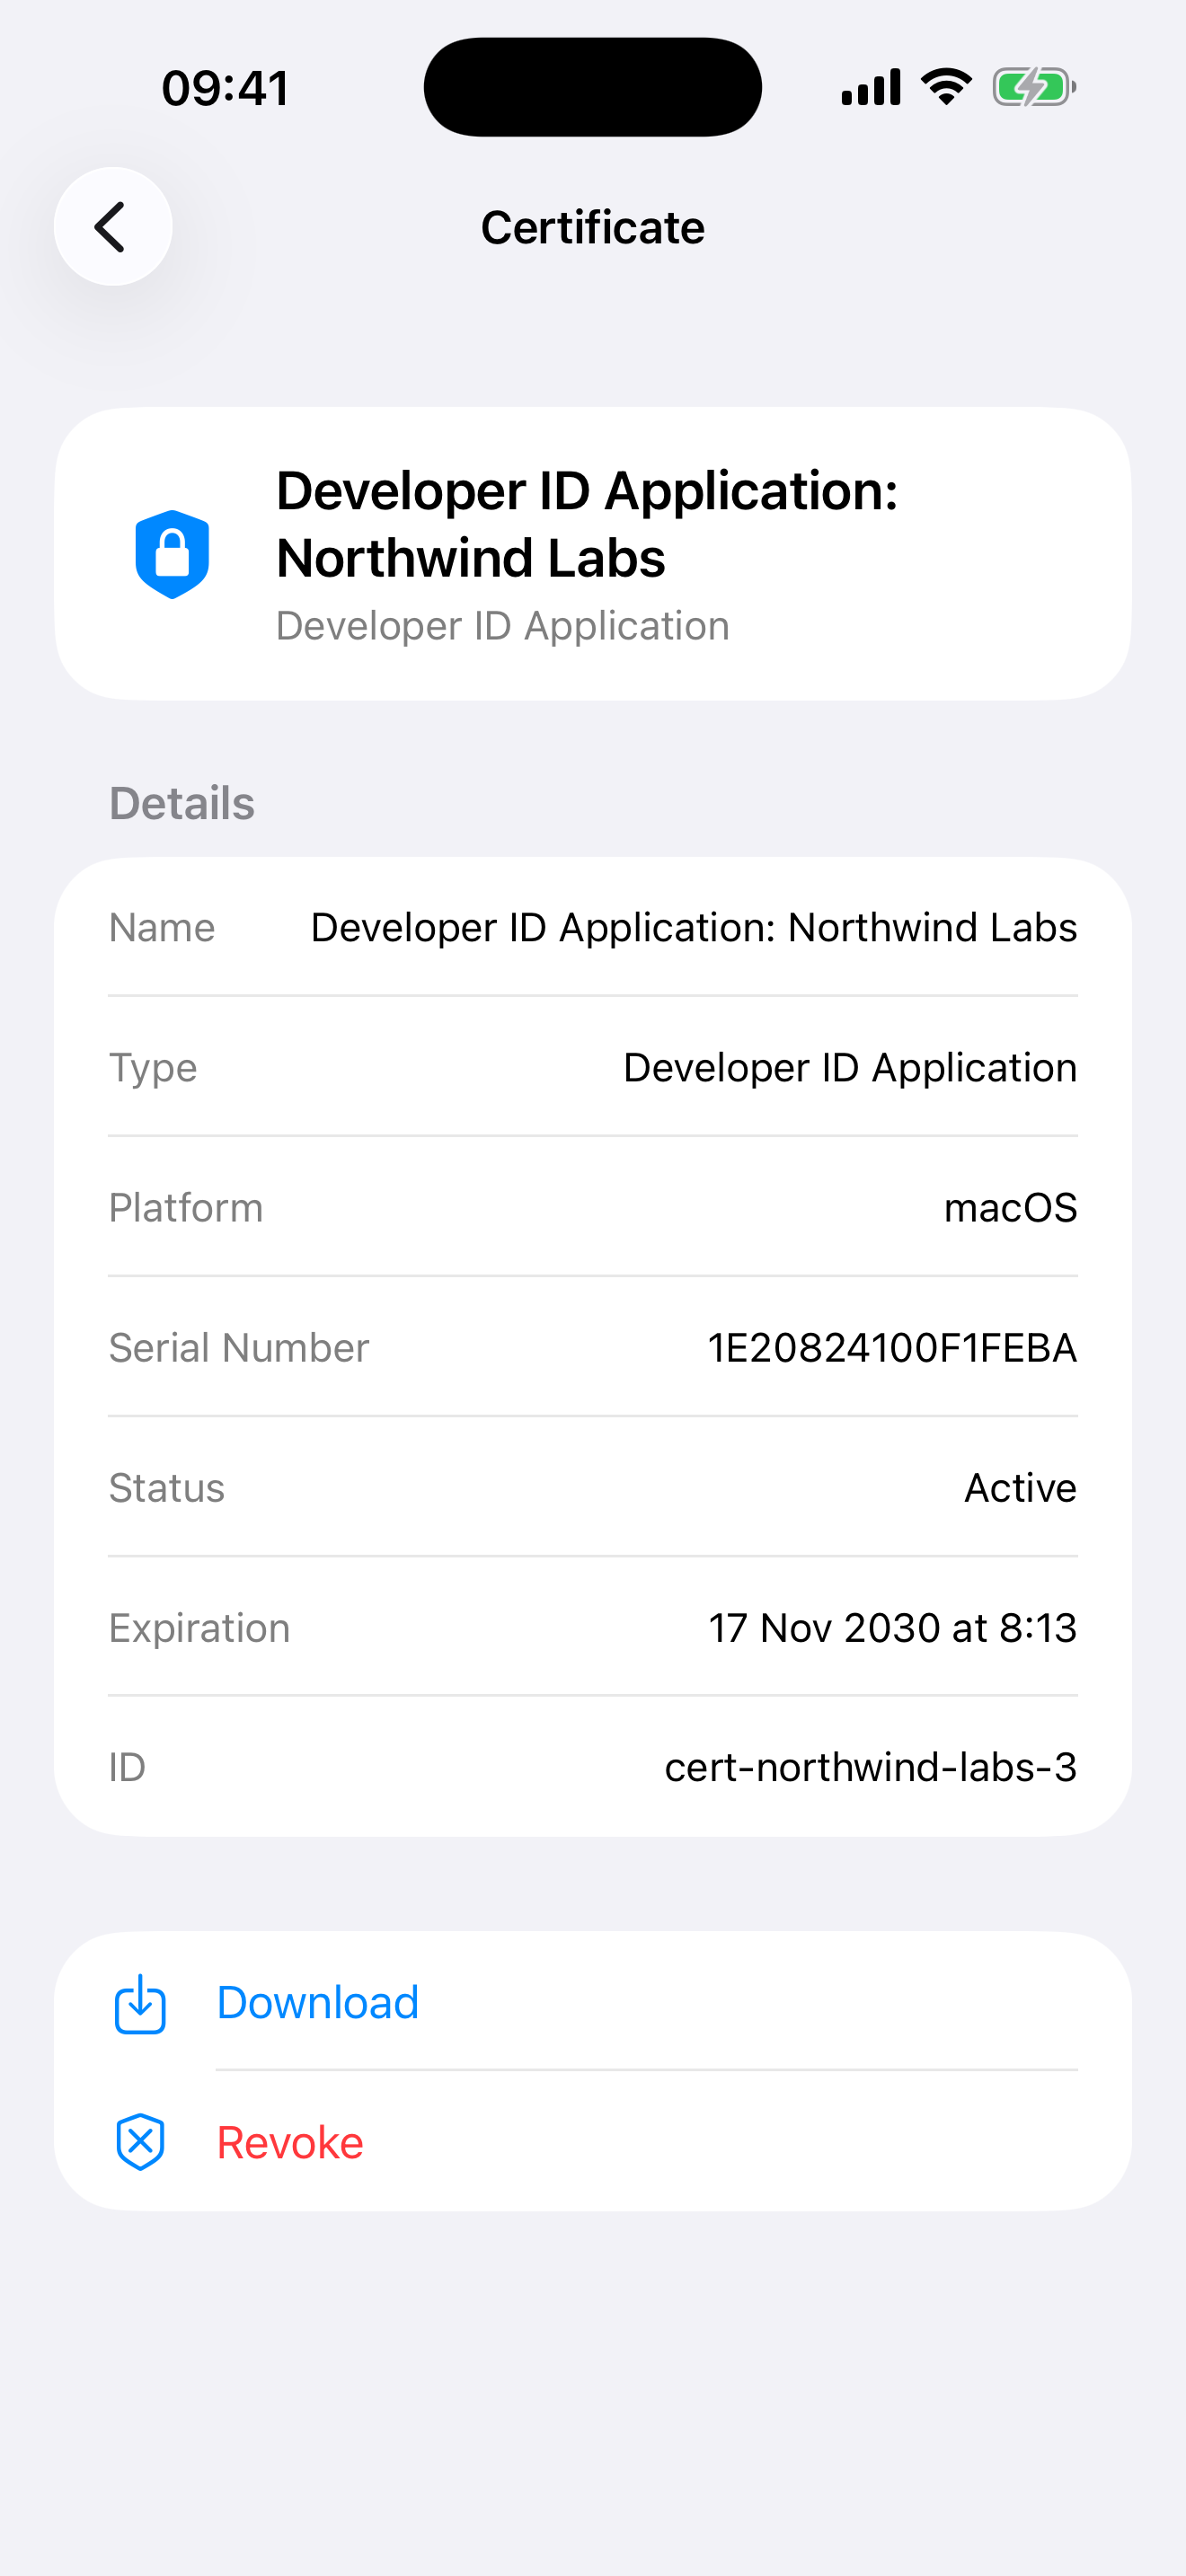 09:41
Certificate
Developer ID Application:
Northwind Labs
Developer ID Application
Details
Name Developer ID Application: Northwind Labs
Type Developer ID Application
Platform macOS
Serial Number 1E20824100F1FEBA
Status Active
Expiration 17 Nov 2030 at 8:13
ID cert-northwind-labs-3
Download
Revoke